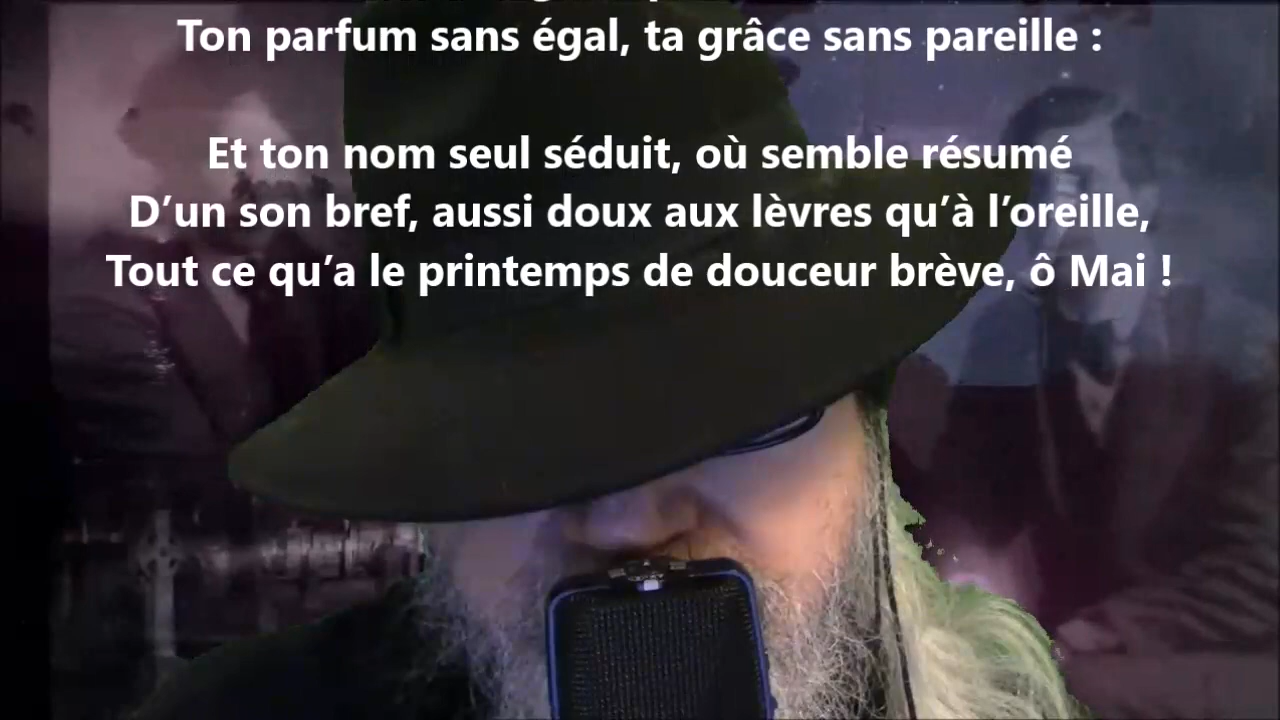 Ton parfum sans égal, ta grâce sans pareille :
Et ton nom seul séduit, où semble résumé
D’un son bref, aussi doux aux lèvres qu’à l’oreille,
Tout ce qu’a le printemps de douceur brève, ô Mai !